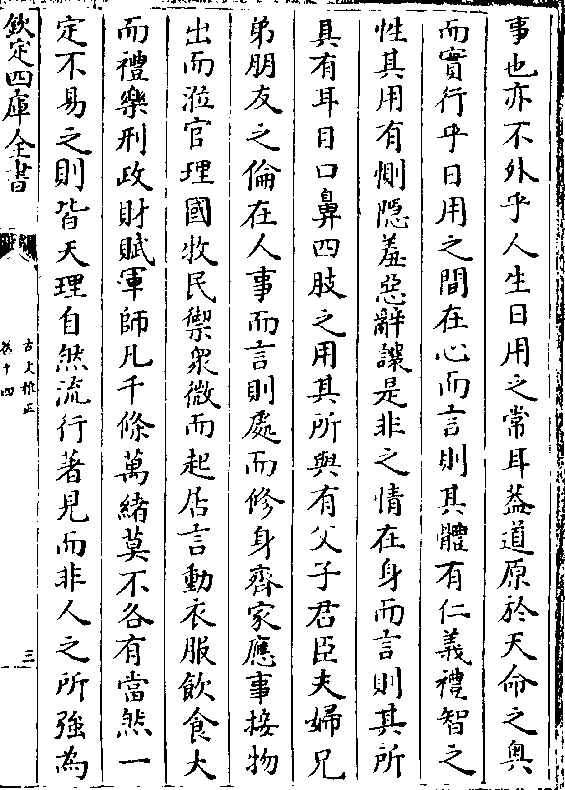 事也亦不外乎人生日用之常耳葢道原於天命之奥
而實行乎日用之間在心而言則其體有仁義禮智之
性其用有惻隠羞惡辭讓是非之情在身而言則其所
具有耳目口鼻四肢之用其所與有父子君臣夫婦兄
弟朋友之倫在人事而言則處而修身齊家應事接物
出而涖官理國牧民禦衆微而起居言動衣服飲食大
而禮樂刑政財賦軍師凡千條萬緒莫不各有當然一
定不易之則皆天理自然流行著見而非人之所強為
欽定四庫全書
古文雅正
卷十四
三